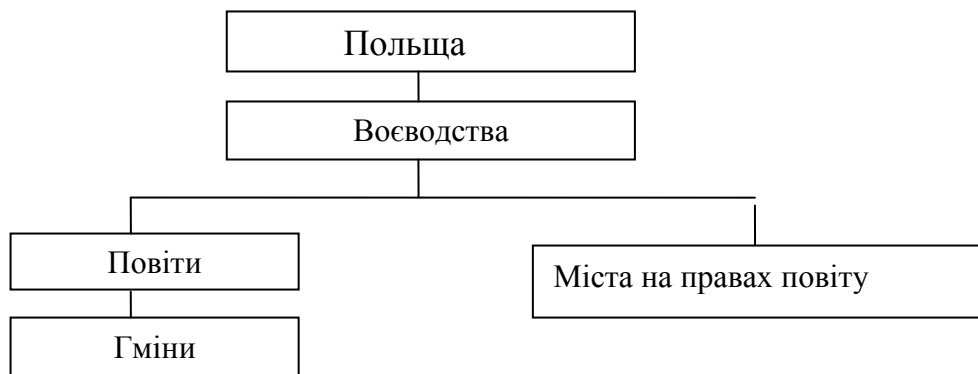 Польща
Воєводства
Повіти
Міста на правах повіту
Гміни